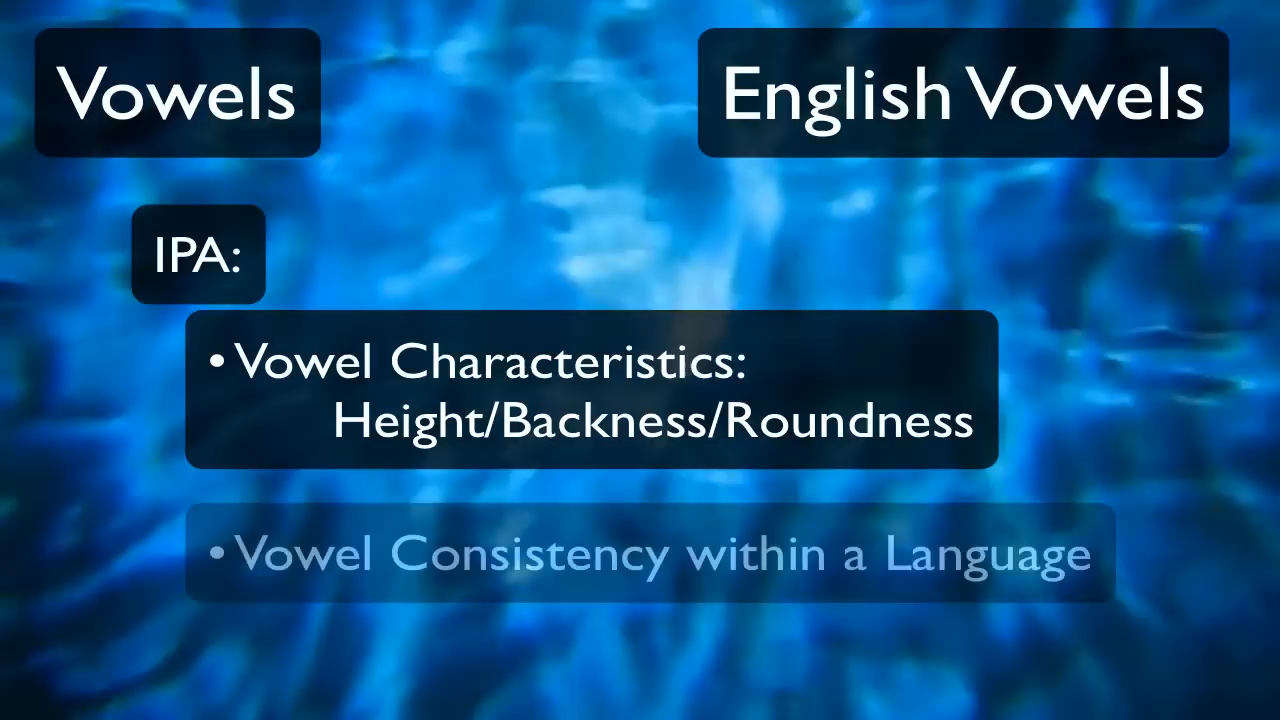 Vowels
English Vowels
IPA:
• Vowel Characteristics:
Height/Backness/Roundness
• Vowel Consistency within a Language